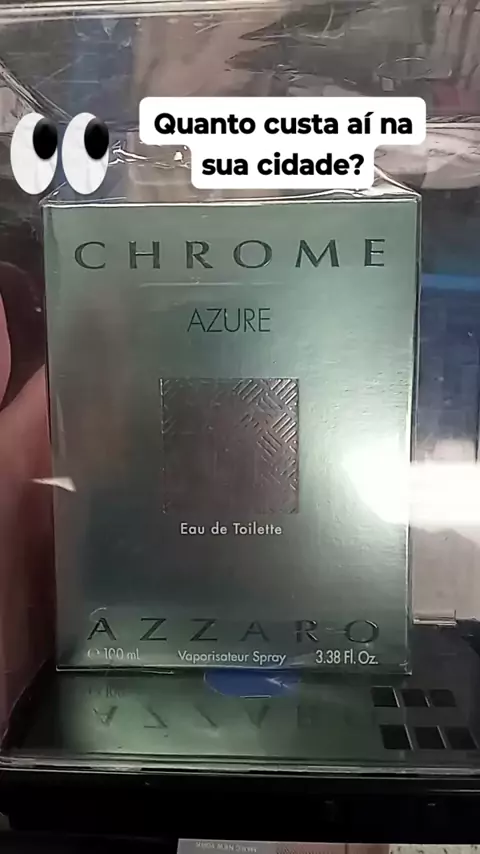 Quanto custa aí na
sua cidade?
CHROME
AZURE
Eau de Toilette
AZZARO
℮ 100 ml Vaporisateur Spray 3.38 Fl. Oz.
AZZARO